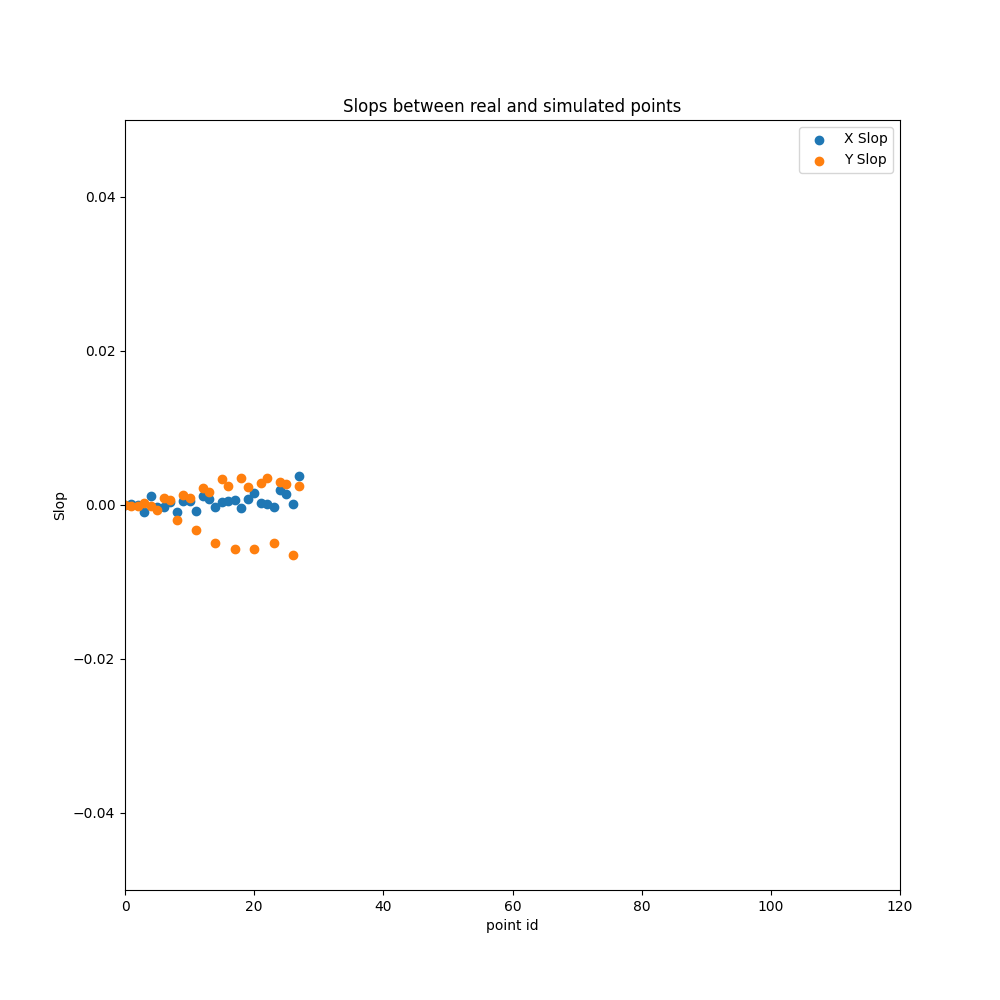 Slops between real and simulated points
X Slop
Y Slop
0.04
0.02
0.00
−0.02
−0.04
Slop
0 20 40 60 80 100 120
point id